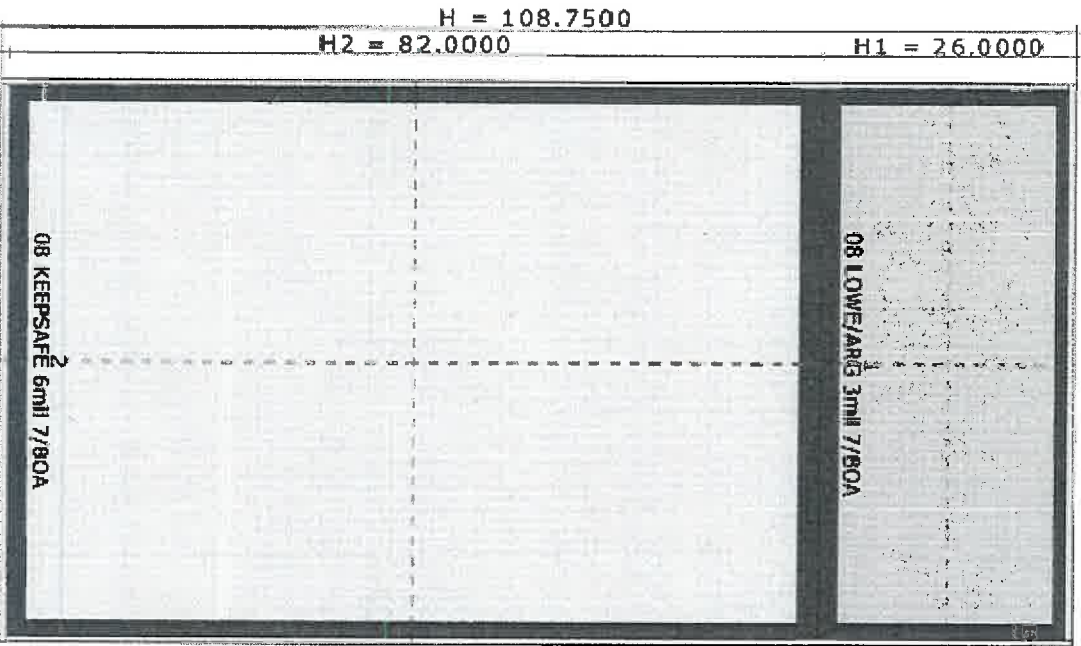 H = 108.7500
H2 = 82.0000
H1 = 26.0000
08 KEEPSAFE 6mil 7/8OA
2
08 LOWE/ARG 3mil 7/8OA
1